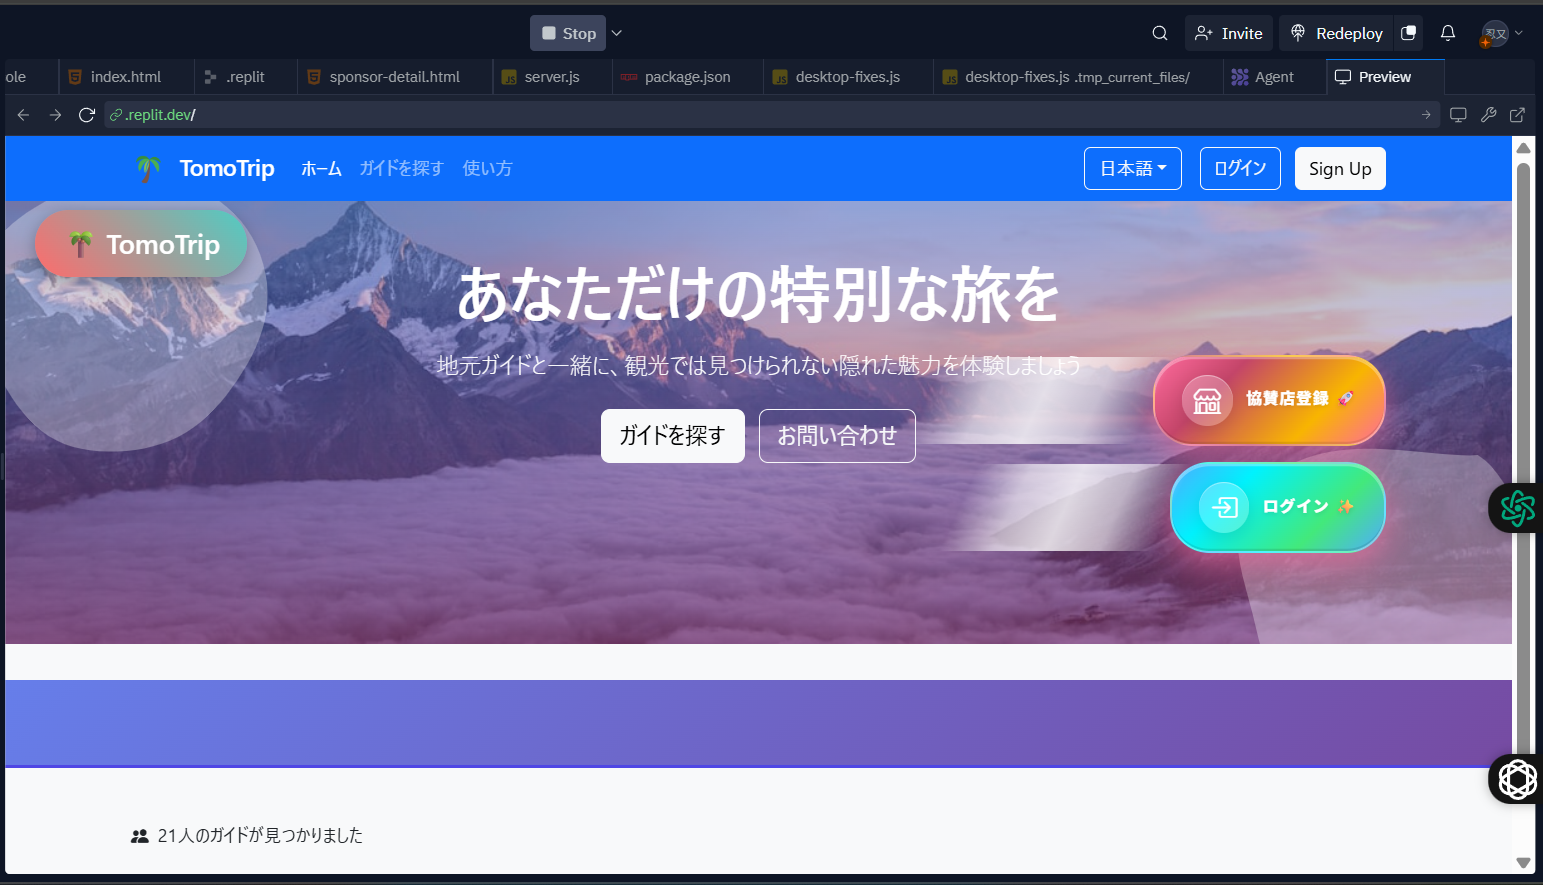 Stop
Invite
Redeploy
忍又
ole
index.html
.replit
sponsor-detail.html
server.js
package.json
desktop-fixes.js
desktop-fixes.js .tmp_current_files/
Agent
Preview
.replit.dev/
TomoTrip
ホーム
ガイドを探す
使い方
日本語
ログイン
Sign Up
TomoTrip
あなただけの特別な旅を
地元ガイドと一緒に、観光では見つけられない隠れた魅力を体験しましょう
ガイドを探す
お問い合わせ
協賛店登録 🚀
ログイン ✨
21人のガイドが見つかりました